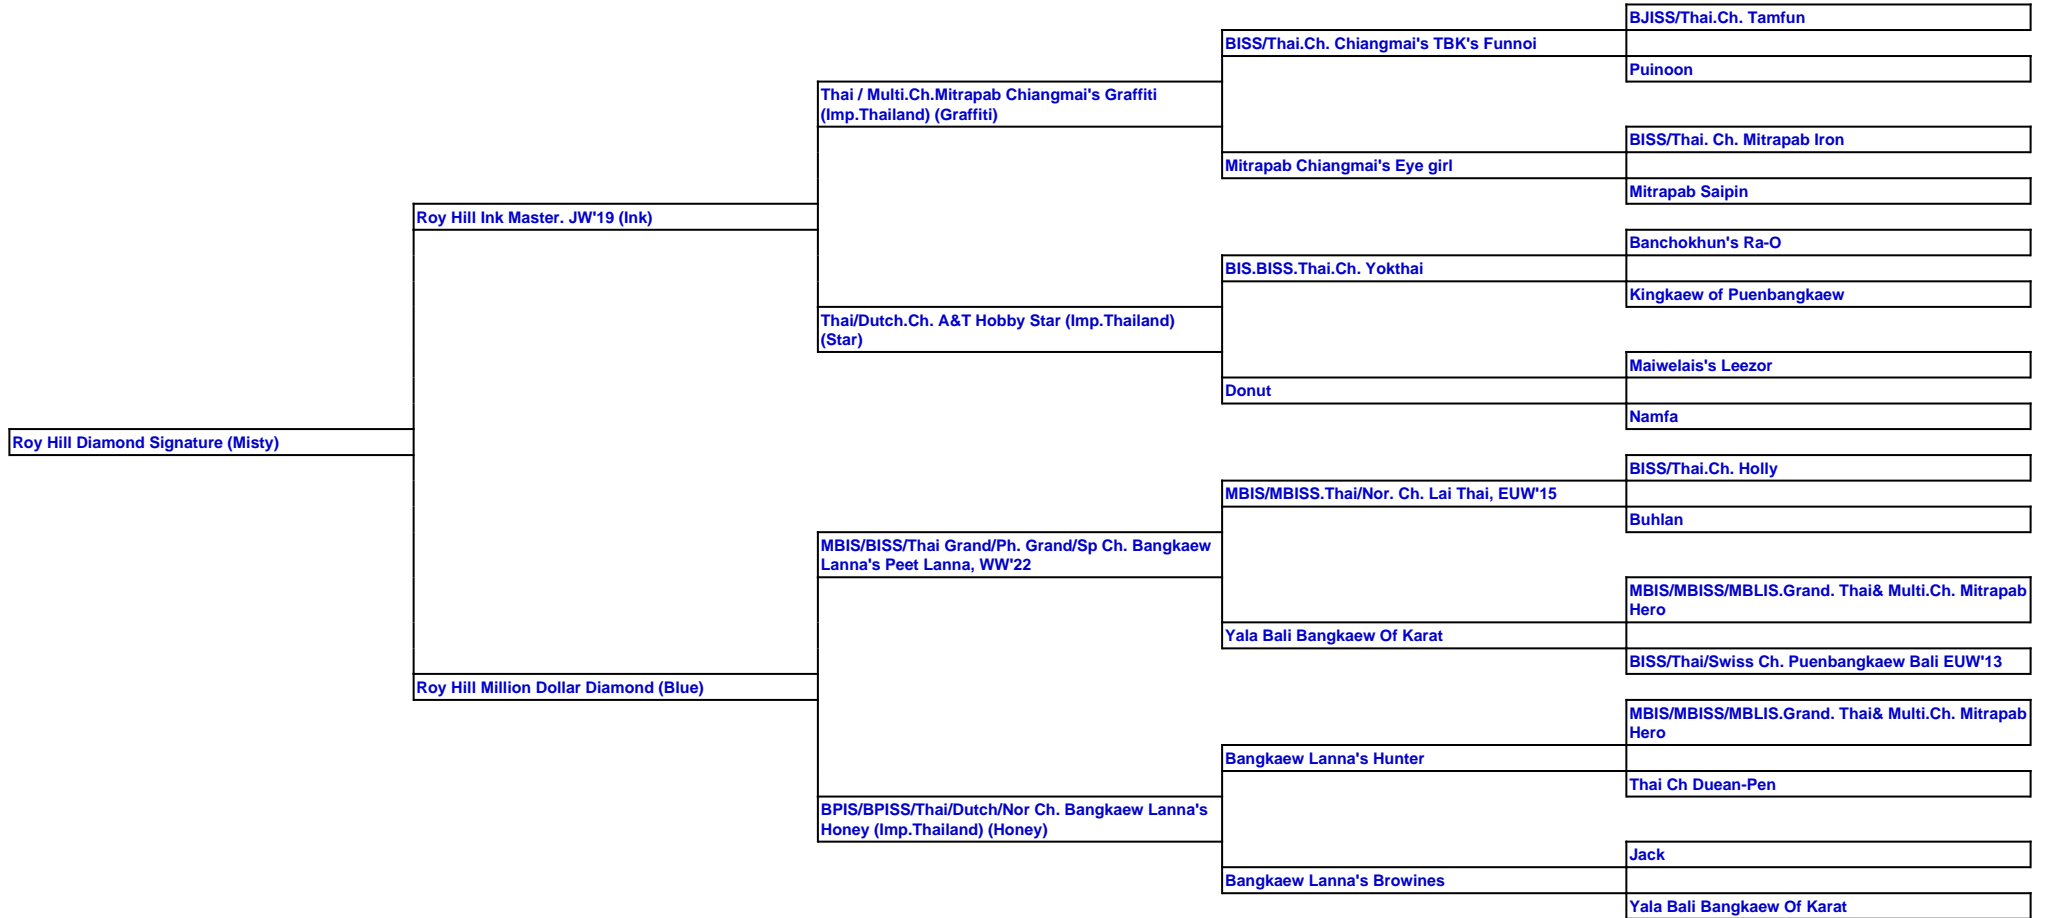 BJISS/Thai.Ch. Tamfun
BISS/Thai.Ch. Chiangmai's TBK's Funnoi
Puinoon
Thai / Multi.Ch.Mitrapab Chiangmai's Graffiti
(Imp.Thailand) (Graffiti)
BISS/Thai. Ch. Mitrapab Iron
Mitrapab Chiangmai's Eye girl
Mitrapab Saipin
Roy Hill Ink Master. JW'19 (Ink)
Banchokhun's Ra-O
BIS.BISS.Thai.Ch. Yokthai
Kingkaew of Puenbangkaew
Thai/Dutch.Ch. A&T Hobby Star (Imp.Thailand)
(Star)
Maiwelais's Leezor
Donut
Namfa
Roy Hill Diamond Signature (Misty)
BISS/Thai.Ch. Holly
MBIS/MBISS.Thai/Nor. Ch. Lai Thai, EUW'15
Buhlan
MBIS/BISS/Thai Grand/Ph. Grand/Sp Ch. Bangkaew
Lanna's Peet Lanna, WW'22
MBIS/MBISS/MBLIS.Grand. Thai& Multi.Ch. Mitrapab
Hero
Yala Bali Bangkaew Of Karat
BISS/Thai/Swiss Ch. Puenbangkaew Bali EUW'13
Roy Hill Million Dollar Diamond (Blue)
MBIS/MBISS/MBLIS.Grand. Thai& Multi.Ch. Mitrapab
Hero
Bangkaew Lanna's Hunter
Thai Ch Duean-Pen
BPIS/BPISS/Thai/Dutch/Nor Ch. Bangkaew Lanna's
Honey (Imp.Thailand) (Honey)
Jack
Bangkaew Lanna's Browines
Yala Bali Bangkaew Of Karat